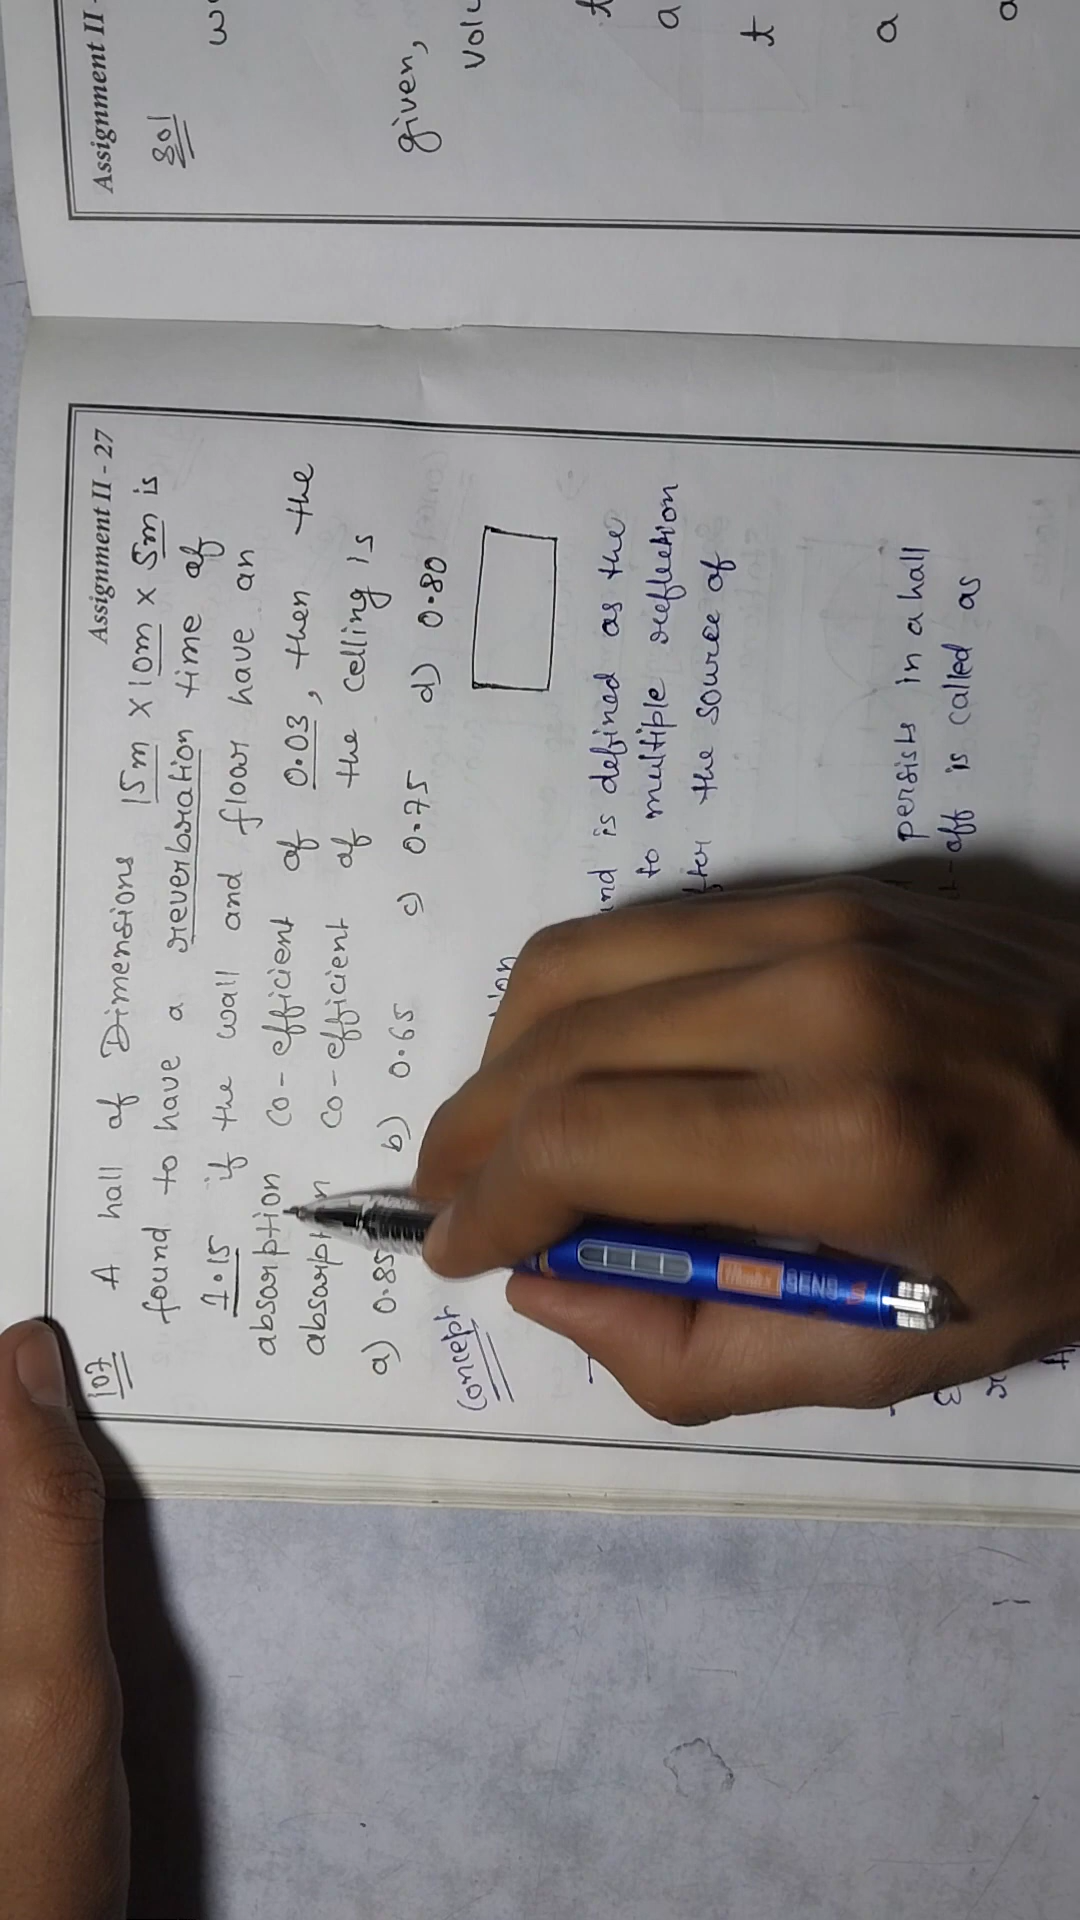 Assignment II - 27
107 A hall of Dimensions 15m X 10m X 5m is
found to have a reverbration time of
1.15 if the wall and floor have an
absorption co-efficient of 0.03, then the
co-efficient of the celling is
a) 0.85 b) 0.65 c) 0.75 d) 0.80
Concept
is defined as the
to multiple reflection
the source of
persists in a hall
off is called as
Assignment II -
Sol
given,